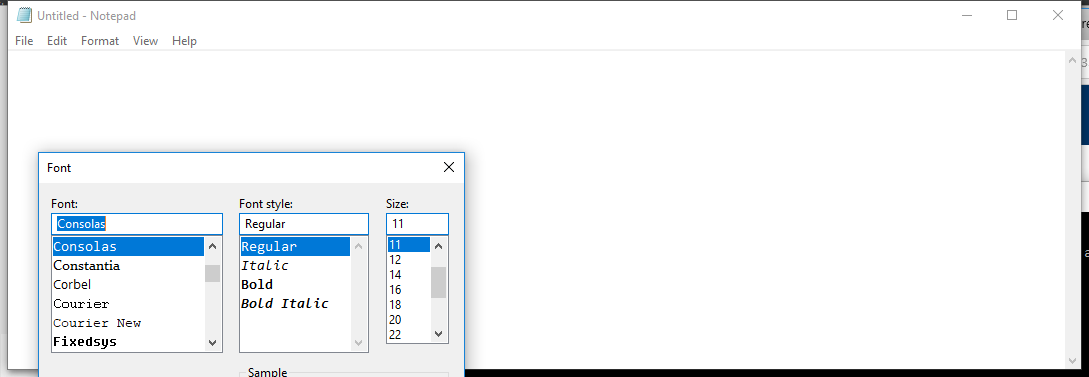 Untitled - Notepad
File Edit Format View Help
Font
Font: Font style: Size:
Consolas Regular 11
Consolas Regular 11
Constantia Italic 12
Corbel Bold 14
Courier Bold Italic 16
Courier New 18
Fixedsys 20
22
Sample